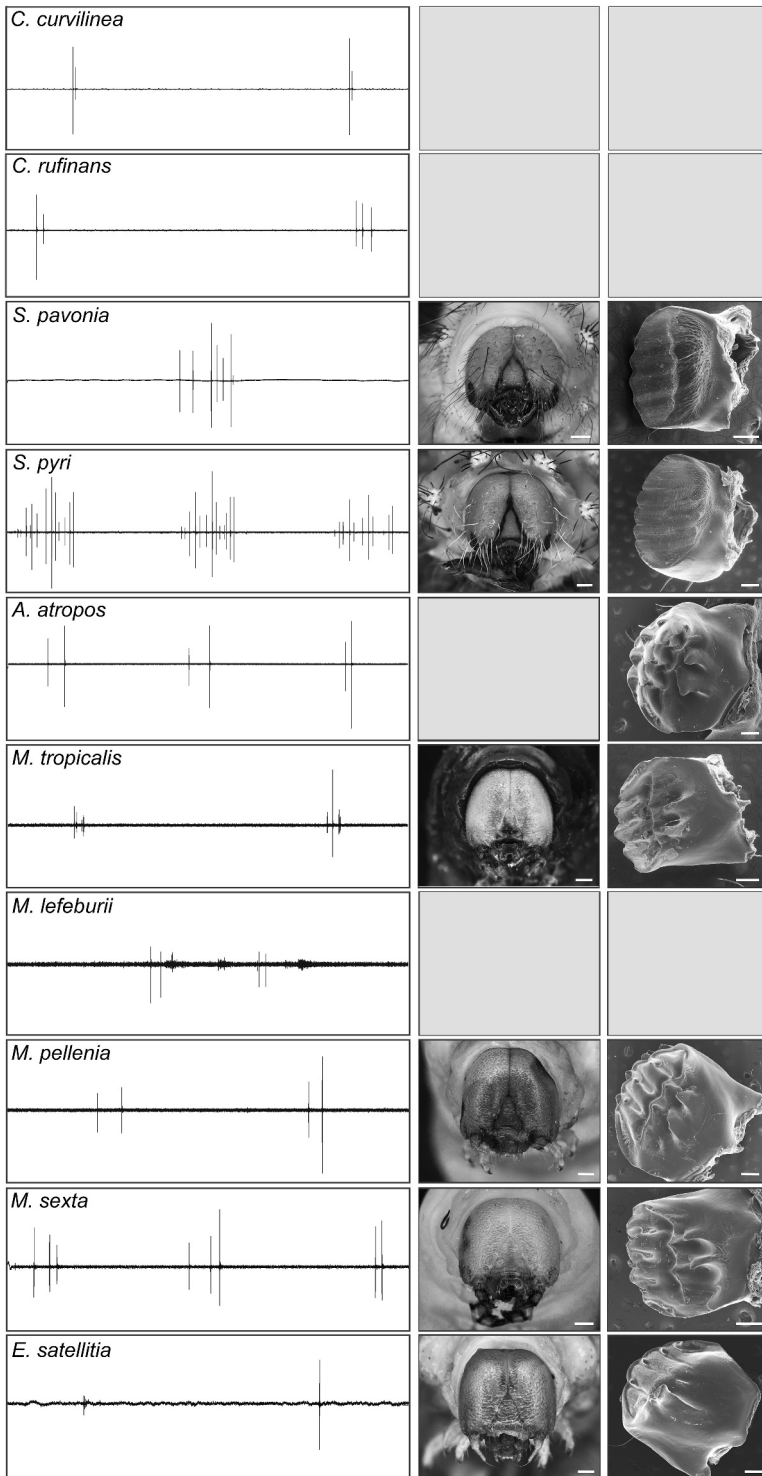 C. curvilinea
C. rufinans
S. pavonia
S. pyri
A. atropos
M. tropicalis
M. lefeburii
M. pellenia
M. sexta
E. satellitia